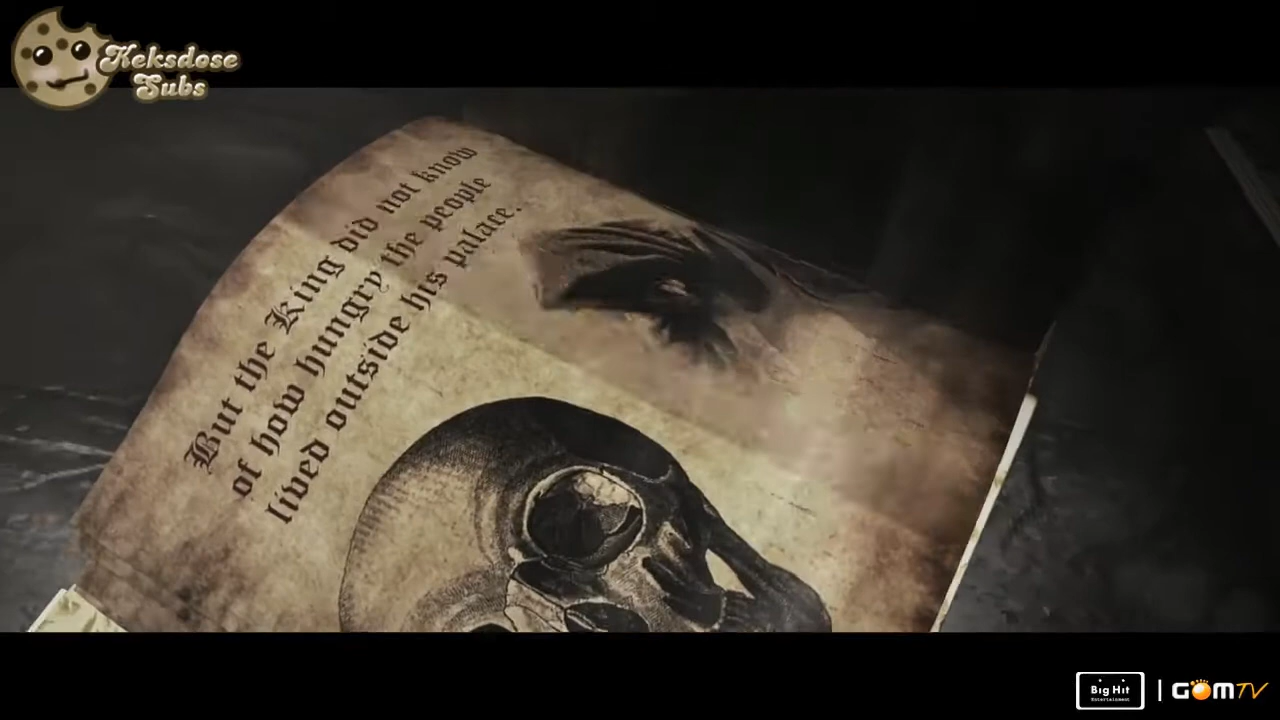 Keksdose
Subs
But the King did not know
of how hungry the people
lived outside his palace.
Big Hit
Entertainment
GOMTV